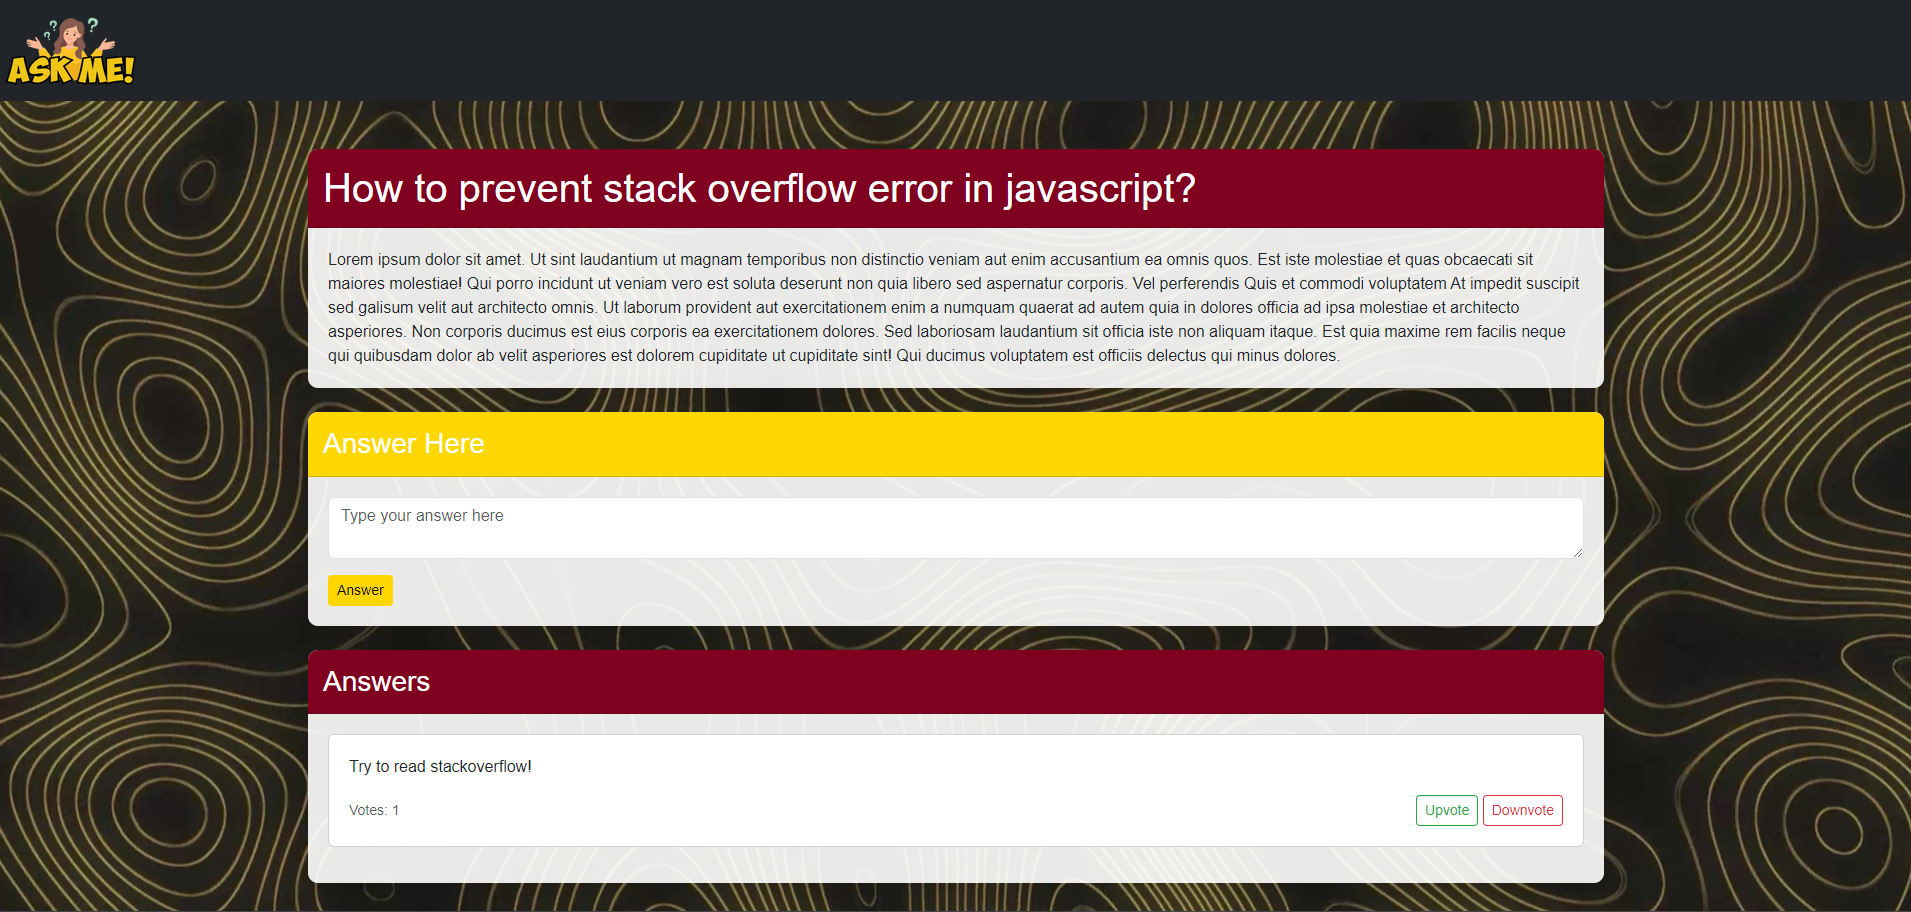 ? ? ? ?
ASK ME!
How to prevent stack overflow error in javascript?
Lorem ipsum dolor sit amet. Ut sint laudantium ut magnam temporibus non distinctio veniam aut enim accusantium ea omnis quos. Est iste molestiae et quas obcaecati sit
maiores molestiae! Qui porro incidunt ut veniam vero est soluta deserunt non quia libero sed aspernatur corporis. Vel perferendis Quis et commodi voluptatem At impedit suscipit
sed galisum velit aut architecto omnis. Ut laborum provident aut exercitationem enim a numquam quaerat ad autem quia in dolores officia ad ipsa molestiae et architecto
asperiores. Non corporis ducimus est eius corporis ea exercitationem dolores. Sed laboriosam laudantium sit officia iste non aliquam itaque. Est quia maxime rem facilis neque
qui quibusdam dolor ab velit asperiores est dolorem cupiditate ut cupiditate sint! Qui ducimus voluptatem est officiis delectus qui minus dolores.
Answer Here
Type your answer here
Answer
Answers
Try to read stackoverflow!
Votes: 1
Upvote
Downvote